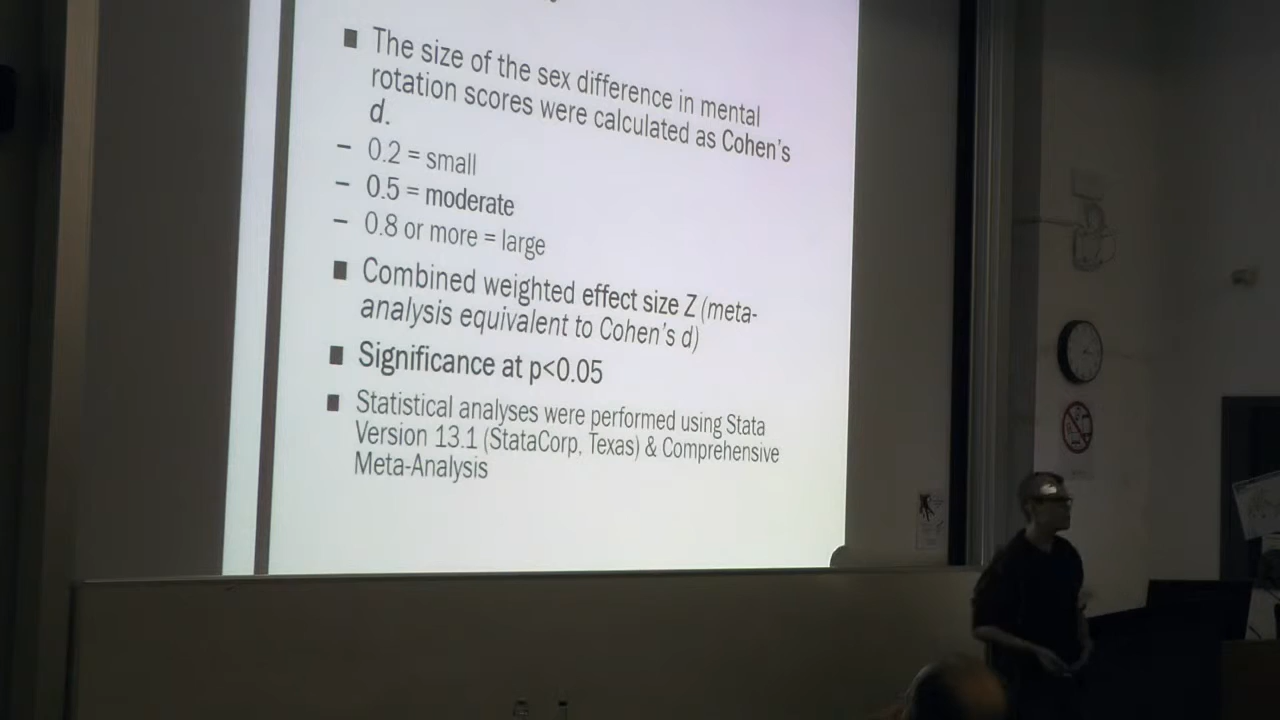 ■ The size of the sex difference in mental
rotation scores were calculated as Cohen's
d.
– 0.2 = small
– 0.5 = moderate
– 0.8 or more = large
■ Combined weighted effect size Z (meta-
analysis equivalent to Cohen's d)
■ Significance at p<0.05
■ Statistical analyses were performed using Stata
Version 13.1 (StataCorp, Texas) & Comprehensive
Meta-Analysis